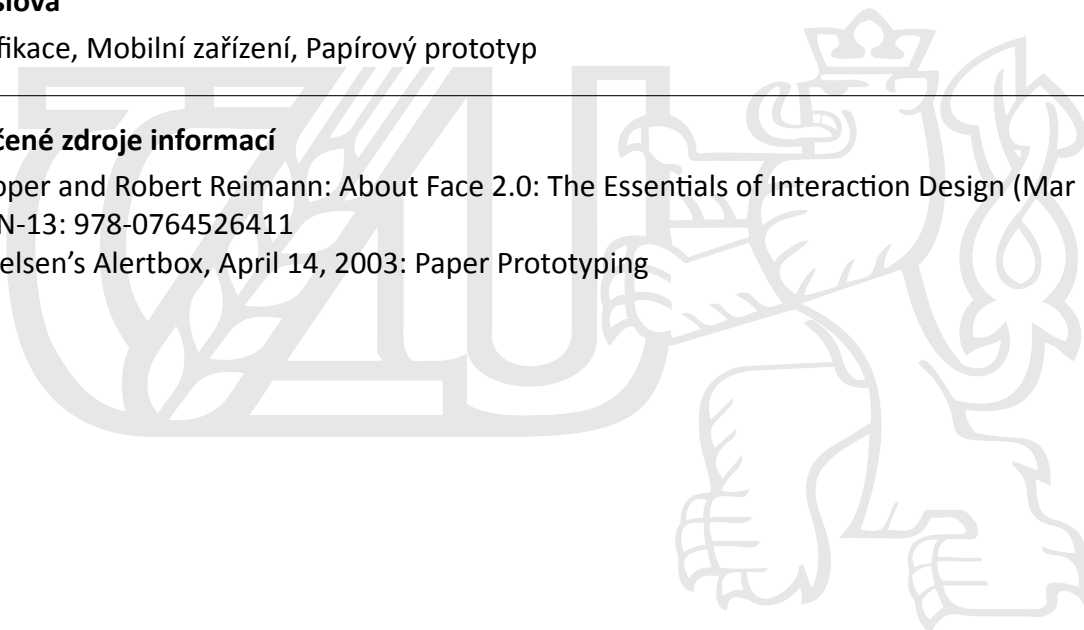 slova
fikace, Mobilní zařízení, Papírový prototyp
čené zdroje informací
oper and Robert Reimann: About Face 2.0: The Essentials of Interaction Design (Mar
N-13: 978-0764526411
elsen’s Alertbox, April 14, 2003: Paper Prototyping
ČZU